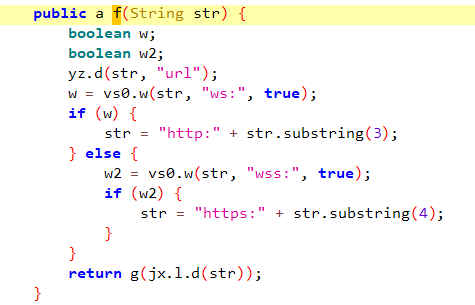 public a f(String str) {
boolean w;
boolean w2;
yz.d(str, "url");
w = vs0.w(str, "ws:", true);
if (w) {
str = "http:" + str.substring(3);
} else {
w2 = vs0.w(str, "wss:", true);
if (w2) {
str = "https:" + str.substring(4);
}
}
return g(jx.l.d(str));
}